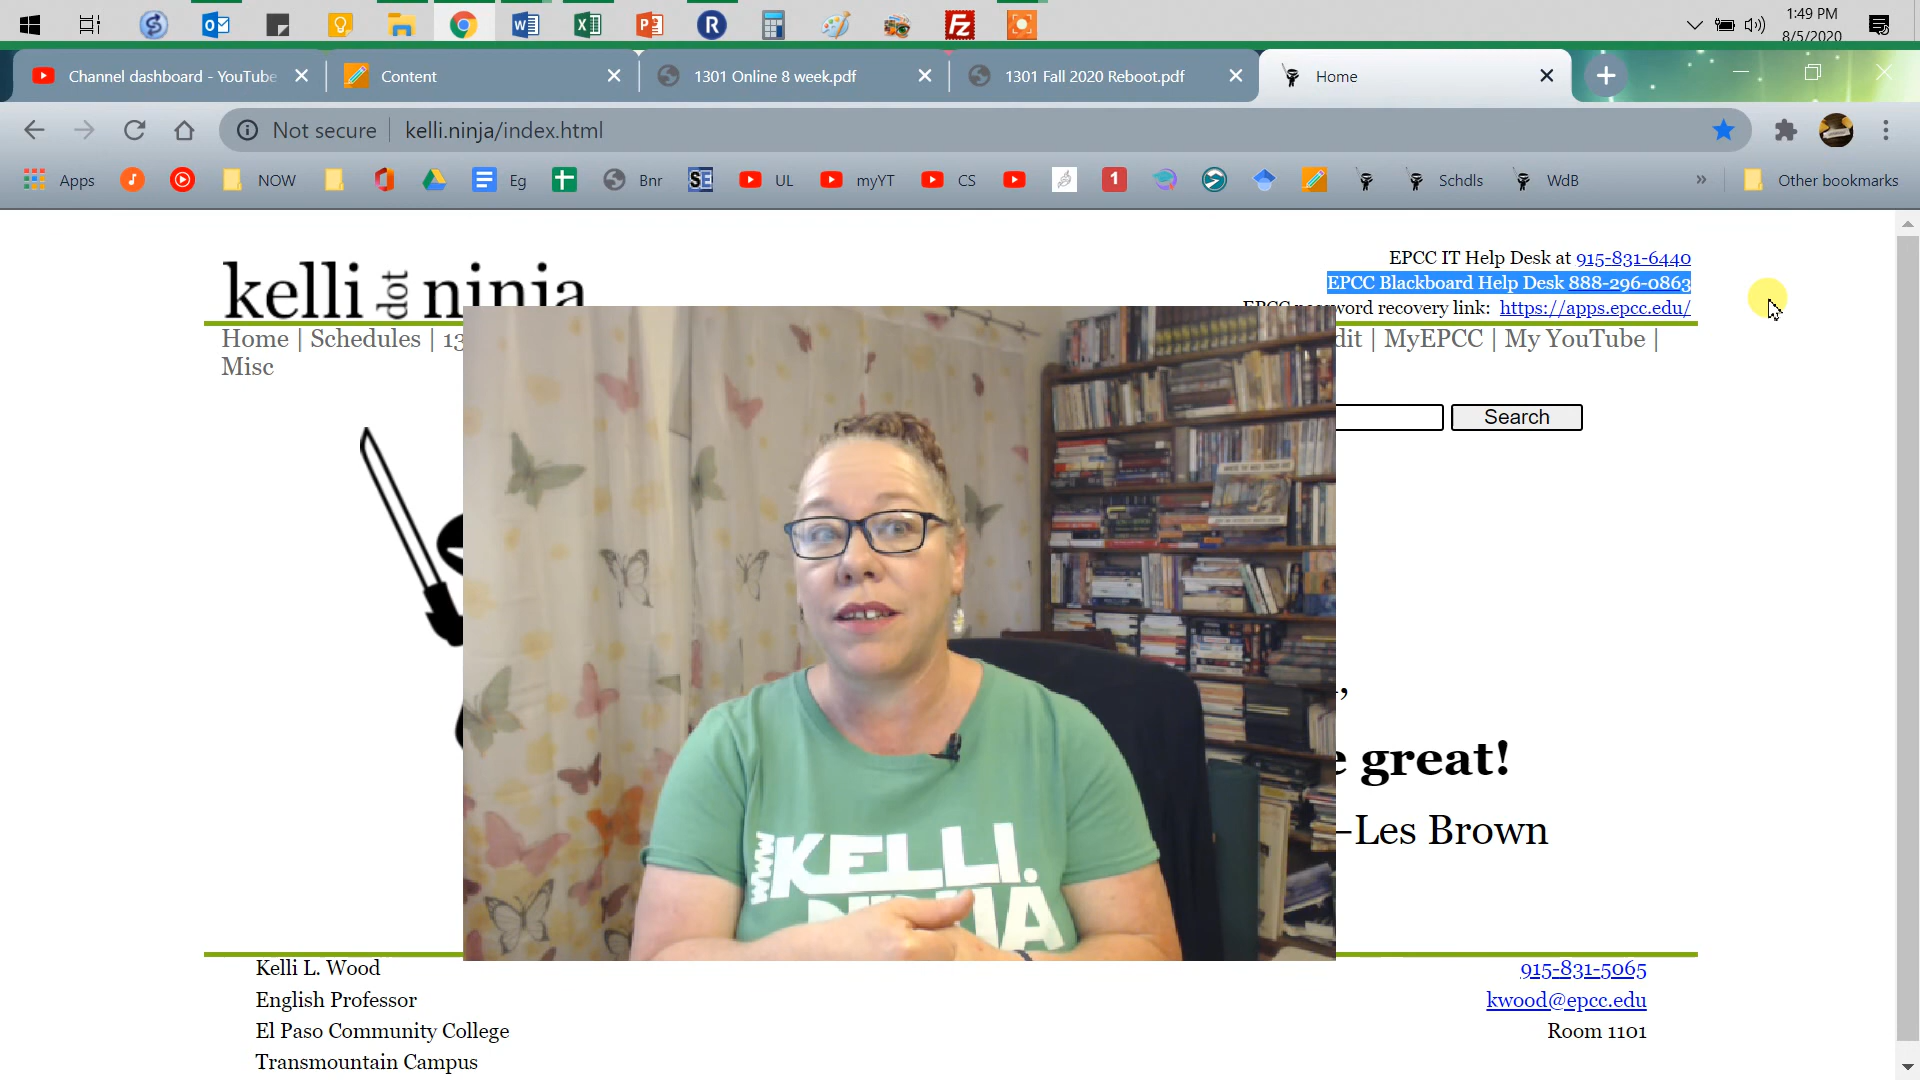 1:49 PM
8/5/2020
Channel dashboard - YouTube
Content
1301 Online 8 week.pdf
1301 Fall 2020 Reboot.pdf
Home
Not secure
kelli.ninja/index.html
Apps
NOW
Eg
Bnr
SE
UL
myYT
CS
1
Schdls
WdB
Other bookmarks
kelli dot ninja
EPCC IT Help Desk at 915-831-6440
EPCC Blackboard Help Desk 888-296-0863
word recovery link: https://apps.epcc.edu/
Home | Schedules | 13
dit | MyEPCC | My YouTube |
Misc
Search
great!
–Les Brown
WWW
KELLI.
NINJA
Kelli L. Wood
English Professor
El Paso Community College
Transmountain Campus
915-831-5065
kwood@epcc.edu
Room 1101